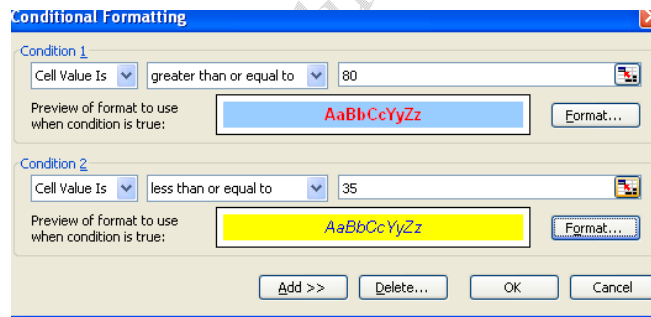 Conditional Formatting
Condition 1
Cell Value Is greater than or equal to 80
Preview of format to use
when condition is true:
AaBbCcYyZz
Format...
Condition 2
Cell Value Is less than or equal to 35
Preview of format to use
when condition is true:
AaBbCcYyZz
Format...
Add >> Delete... OK Cancel